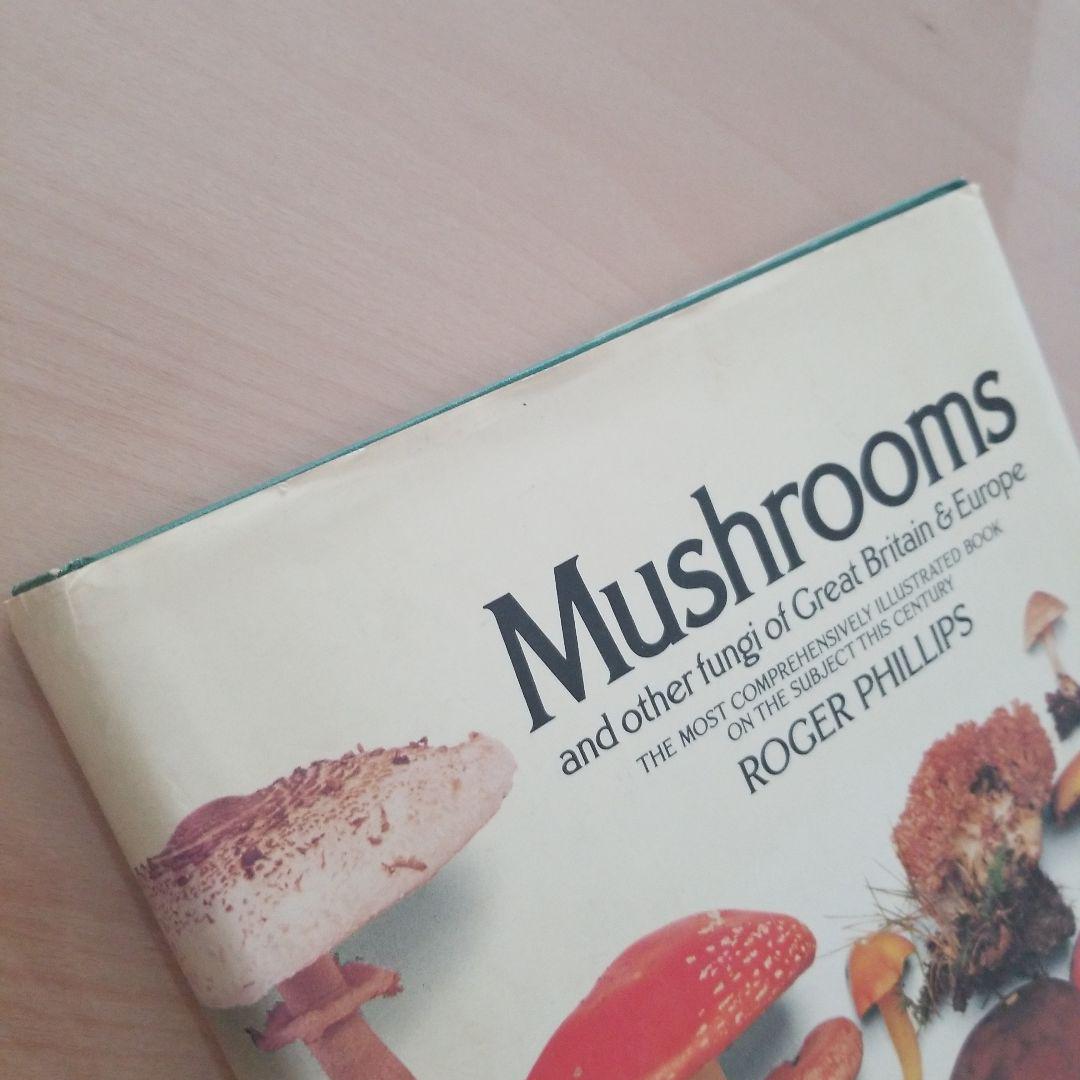 Mushrooms
and other fungi of Great Britain & Europe
THE MOST COMPREHENSIVELY ILLUSTRATED BOOK
ON THE SUBJECT THIS CENTURY
ROGER PHILLIPS